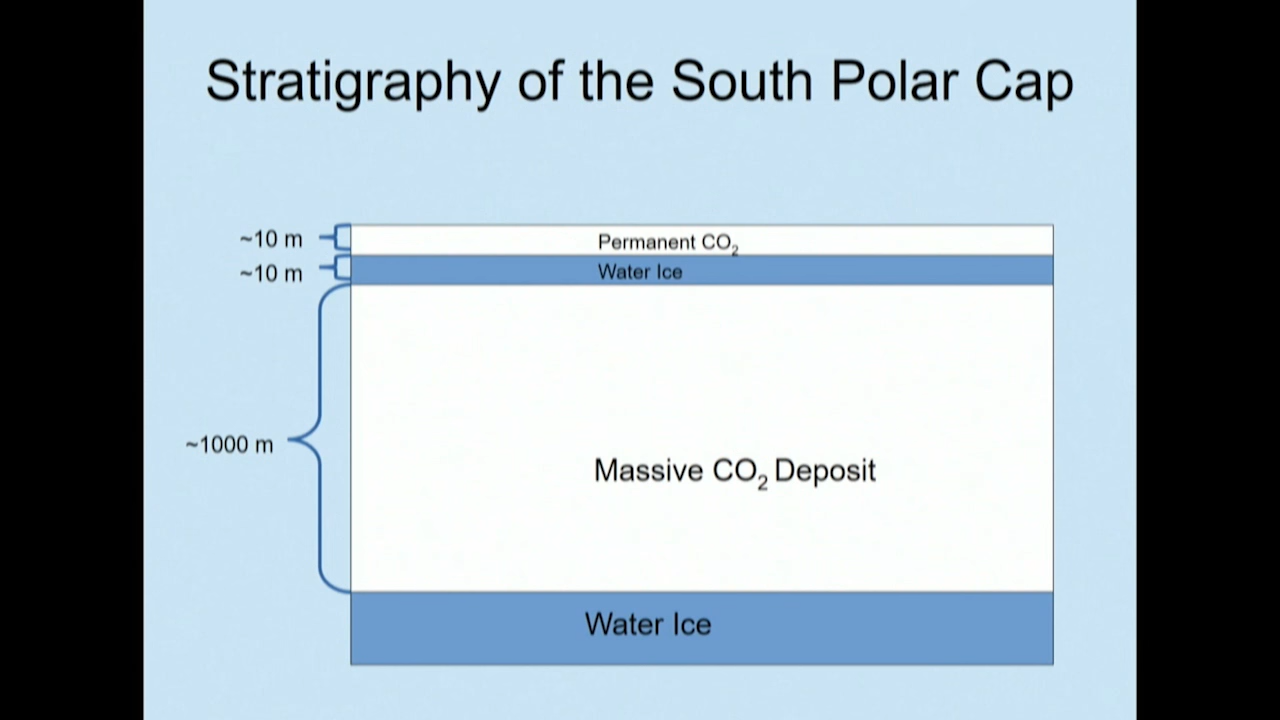 Stratigraphy of the South Polar Cap
~10 m
Permanent CO₂
~10 m
Water Ice
~1000 m
Massive CO₂ Deposit
Water Ice